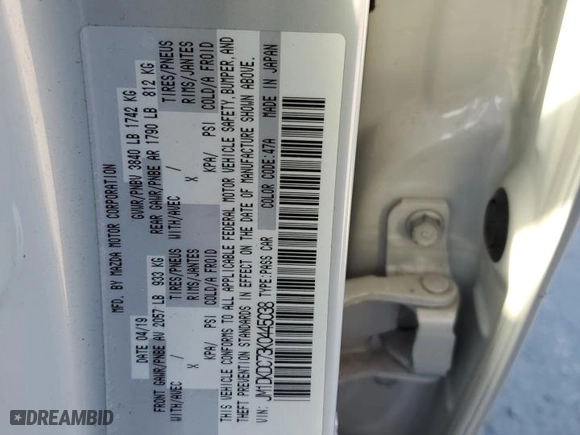 MFD. BY MAZDA MOTOR CORPORATION
DATE 04/19 GVWR/PNBV 3840 LB 1742 KG
FRONT GAWR/PNBE AV 2057 LB 933 KG REAR GAWR/PNBE AR 1790 LB 812 KG
WITH/AVEC TIRES/PNEUS WITH/AVEC TIRES/PNEUS
X RIMS/JANTES X RIMS/JANTES
KPA/ PSI COLD/A FROID KPA/ PSI COLD/A FROID
THIS VEHICLE CONFORMS TO ALL APPLICABLE FEDERAL MOTOR VEHICLE SAFETY, BUMPER, AND
THEFT PREVENTION STANDARDS IN EFFECT ON THE DATE OF MANUFACTURE SHOWN ABOVE.
VIN: JM1DKDC73K0445038 TYPE:PASS CAR COLOR CODE:47A MADE IN JAPAN
DREAMBID